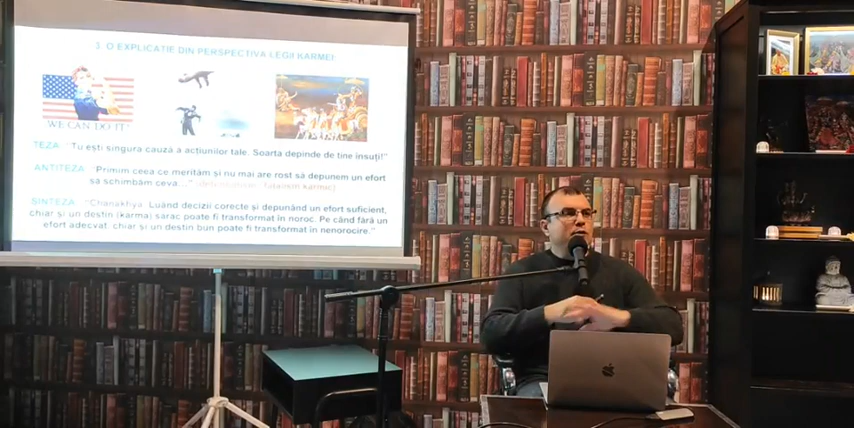 3. O EXPLICAȚIE DIN PERSPECTIVA LEGII KARMEI
WE CAN DO IT!
TEZA: "Tu ești singura cauză a acțiunilor tale. Soarta depinde de tine însuți!"
ANTITEZA: "Primim ceea ce merităm și nu mai are rost să depunem un efort
să schimbăm ceva..." karmic)
SINTEZA: "Chanakhya: Luând decizii corecte și depunând un efort suficient,
chiar și un destin (karma) sărac poate fi transformat în noroc. Pe când fără un
efort adecvat, chiar și un destin bun poate fi transformat în nenorocire."